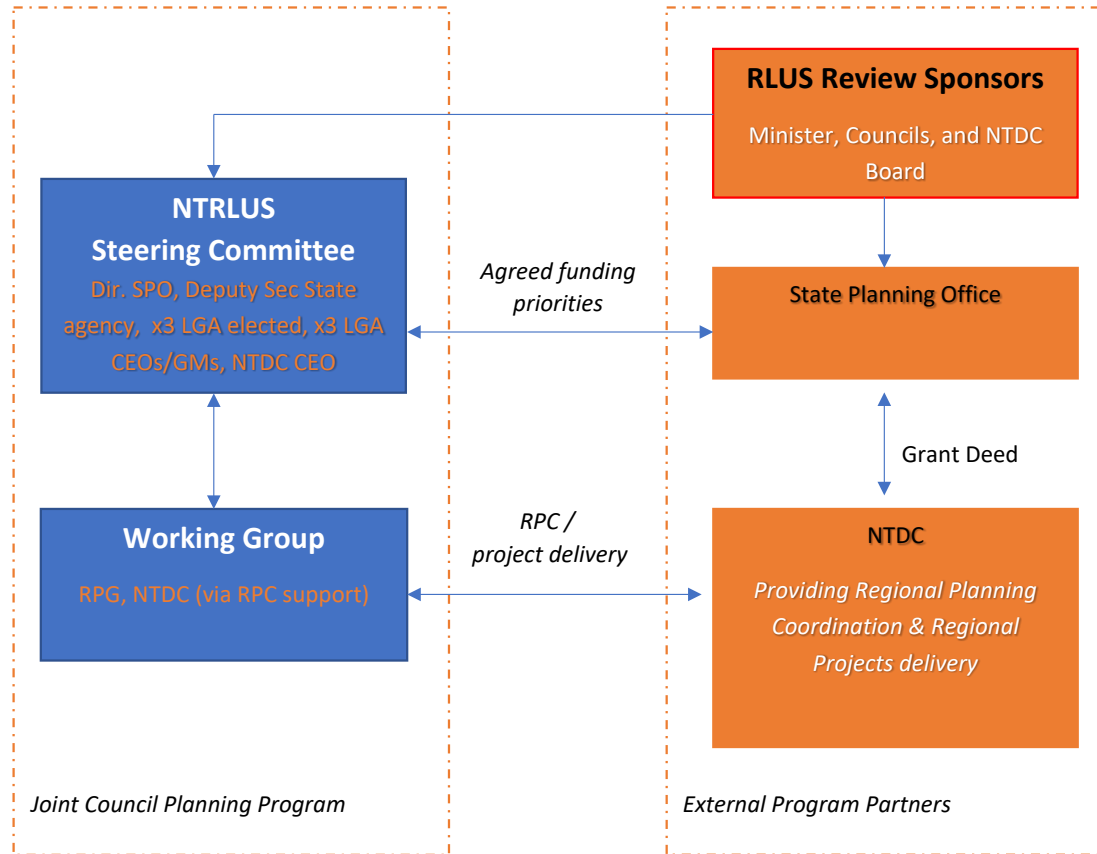 RLUS Review Sponsors
Minister, Councils, and NTDC
Board
NTRLUS
Steering Committee
Dir. SPO, Deputy Sec State
agency,  x3 LGA elected, x3 LGA
CEOs/GMs, NTDC CEO
Agreed funding
priorities
State Planning Office
Grant Deed
Working Group
RPG, NTDC (via RPC support)
RPC /
project delivery
NTDC
Providing Regional Planning
Coordination & Regional
Projects delivery
Joint Council Planning Program
External Program Partners